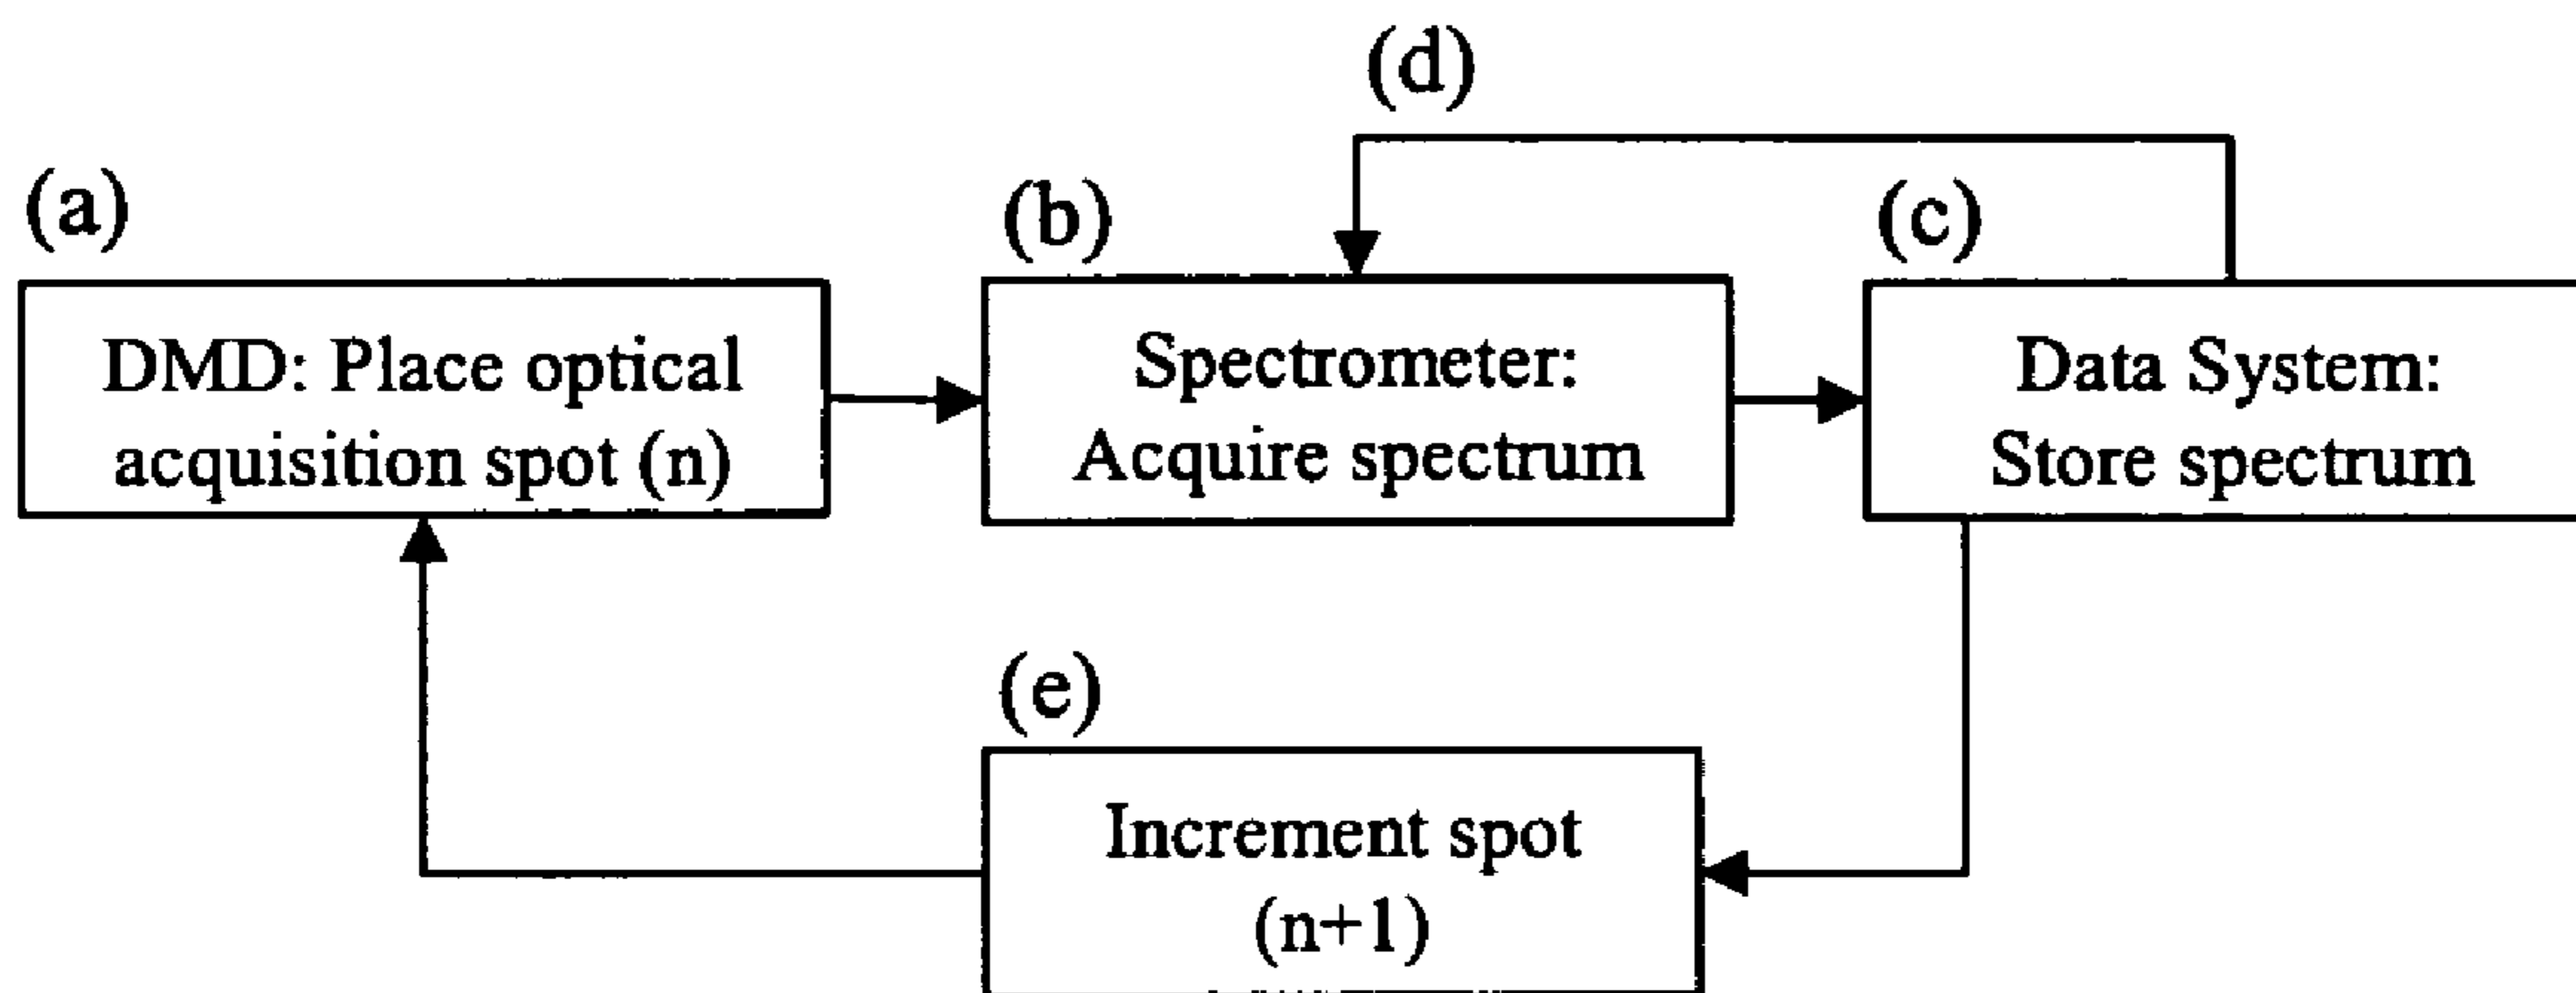 (d)
(a)
(b)
(c)
DMD: Place optical
acquisition spot (n)
Spectrometer:
Acquire spectrum
Data System:
Store spectrum
(e)
Increment spot
(n+1)